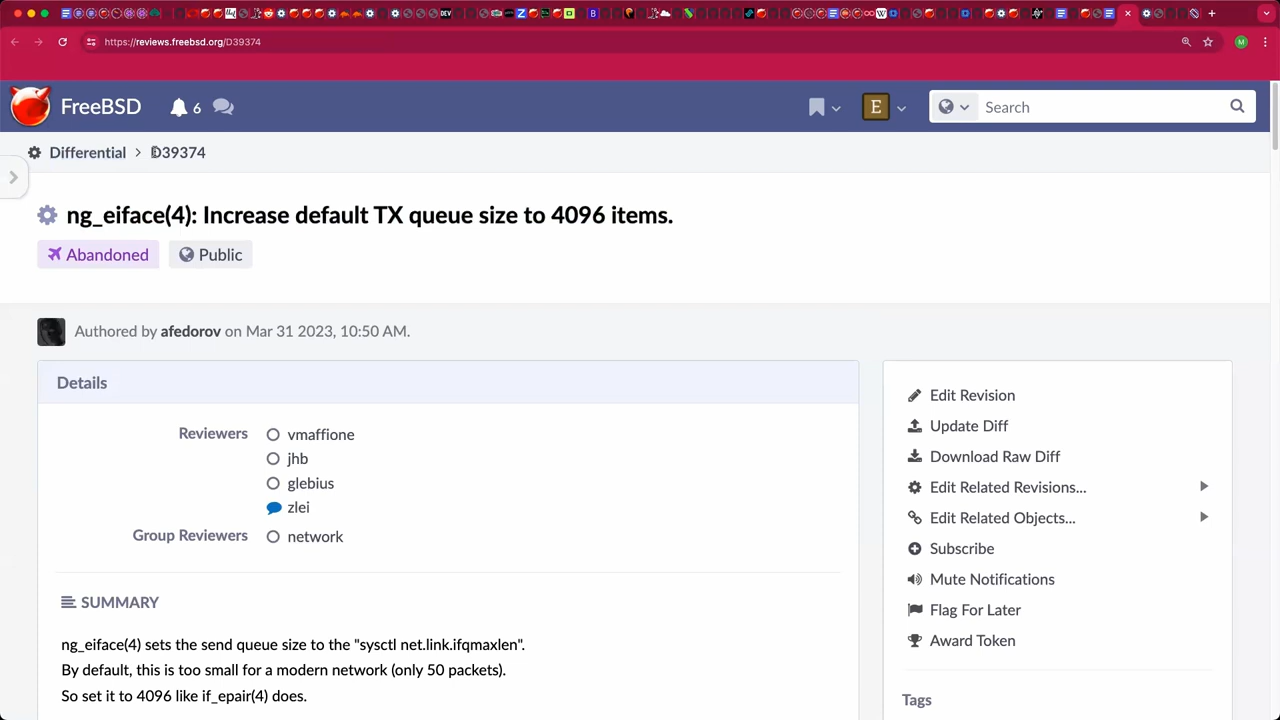 https://reviews.freebsd.org/D39374
M
FreeBSD
6
E
Search
Differential > D39374
ng_eiface(4): Increase default TX queue size to 4096 items.
Abandoned
Public
Authored by afedorov on Mar 31 2023, 10:50 AM.
Details
Reviewers
vmaffione
jhb
glebius
zlei
Group Reviewers
network
SUMMARY
ng_eiface(4) sets the send queue size to the "sysctl net.link.ifqmaxlen".
By default, this is too small for a modern network (only 50 packets).
So set it to 4096 like if_epair(4) does.
Edit Revision
Update Diff
Download Raw Diff
Edit Related Revisions...
Edit Related Objects...
Subscribe
Mute Notifications
Flag For Later
Award Token
Tags